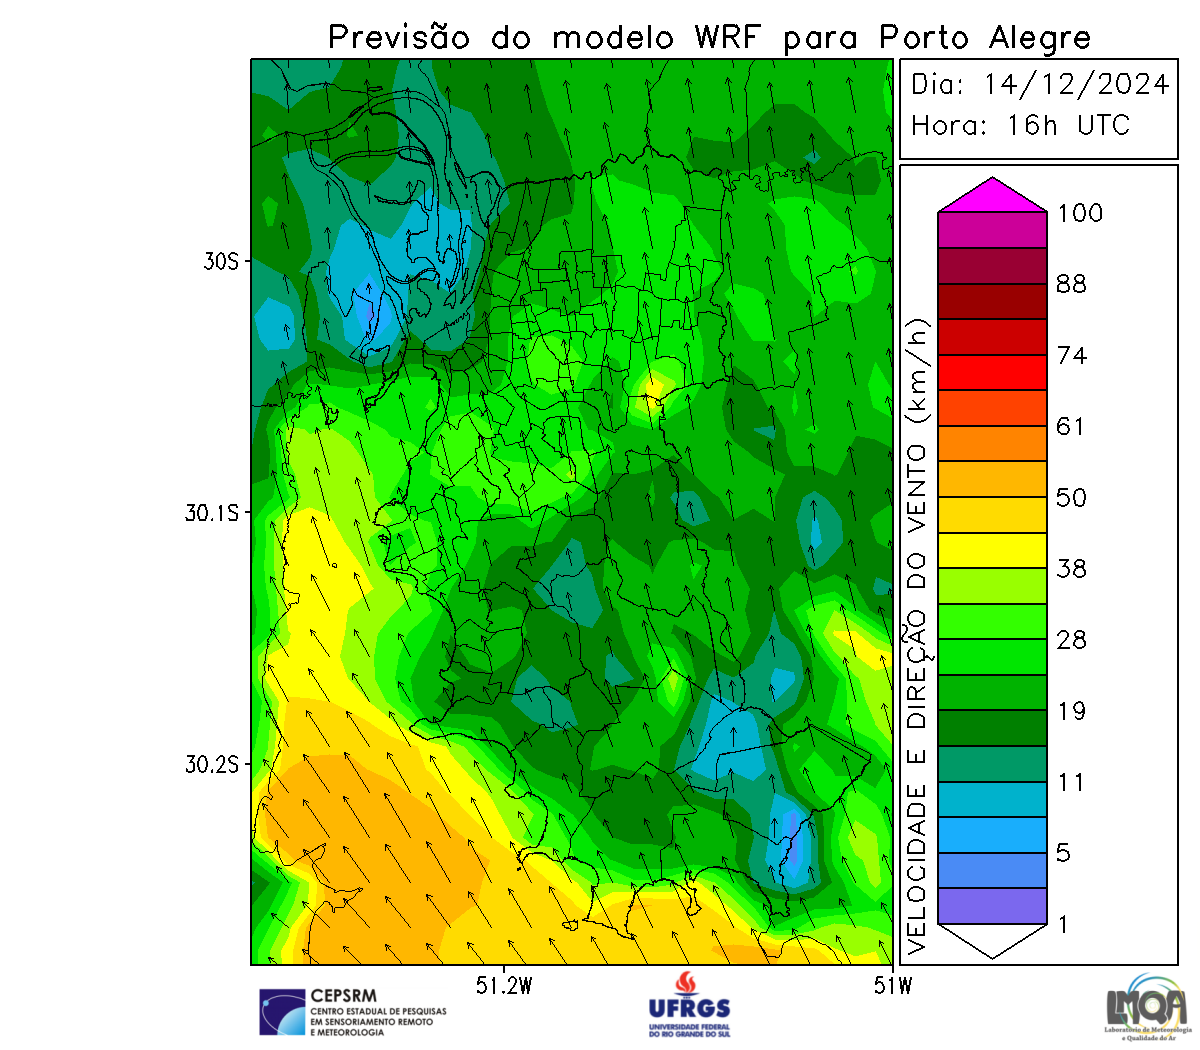 Previsão do modelo WRF para Porto Alegre
Dia: 14/12/2024
Hora: 16h UTC
30S
30.1S
30.2S
51.2W
51W
VELOCIDADE E DIREÇÃO DO VENTO (km/h)
100
88
74
61
50
38
28
19
11
5
1
CEPSRM
CENTRO ESTADUAL DE PESQUISAS
EM SENSORIAMENTO REMOTO
E METEOROLOGIA
UFRGS
UNIVERSIDADE FEDERAL
DO RIO GRANDE DO SUL
LMQA
Laboratório de Meteorologia
e Qualidade do Ar